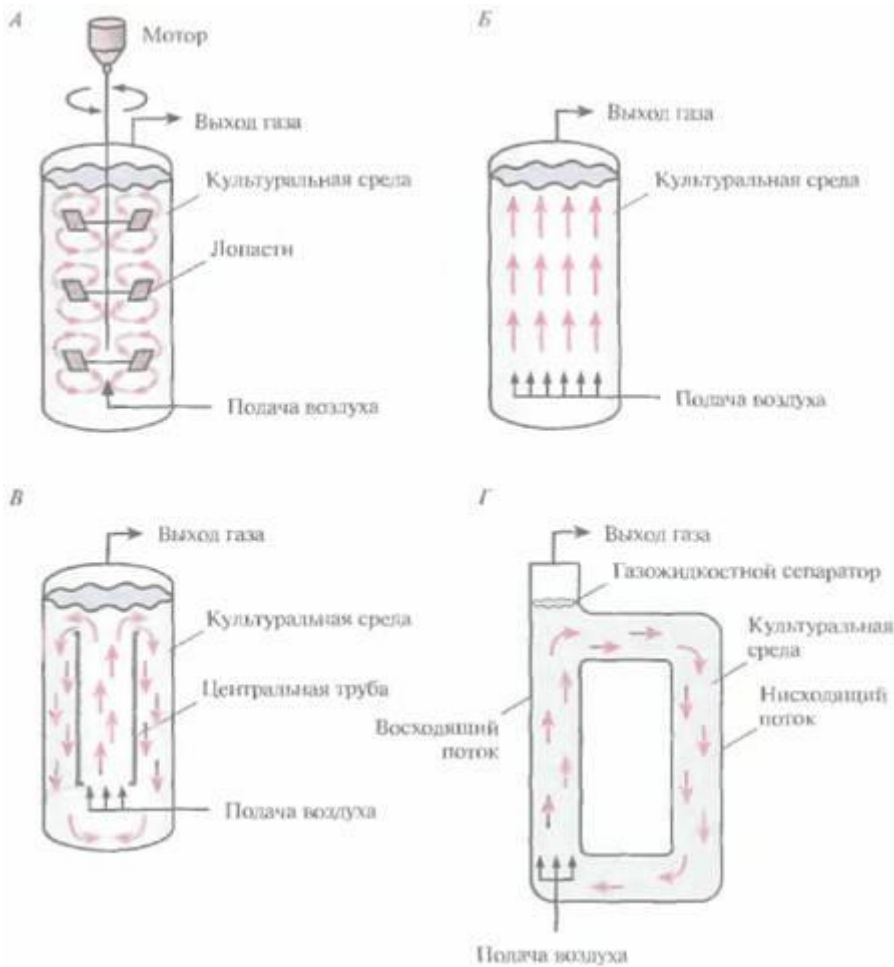 А
Мотор
Выход газа
Культуральная среда
Лопасти
Подача воздуха
Б
Выход газа
Культуральная среда
Подача воздуха
В
Выход газа
Культуральная среда
Центральная труба
Подача воздуха
Г
Выход газа
Газожидкостной сепаратор
Культуральная
среда
Нисходящий
поток
Восходящий
поток
Подача воздуха